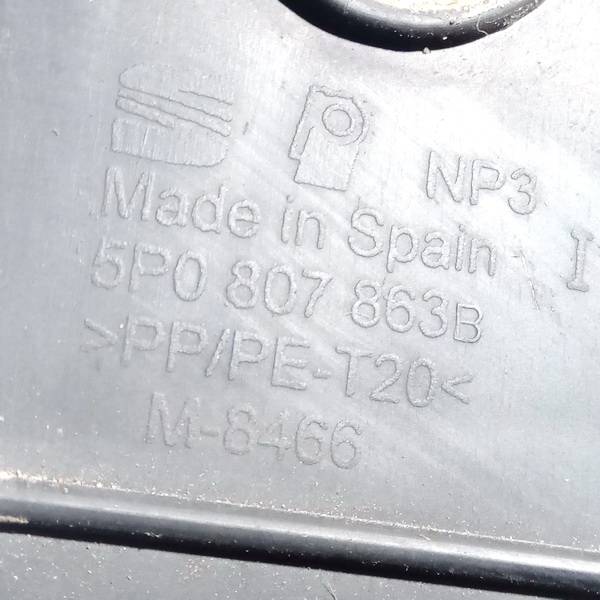 NP3
Made in Spain
I
5P0 807 863B
>PP/PE-T20<
M-8466